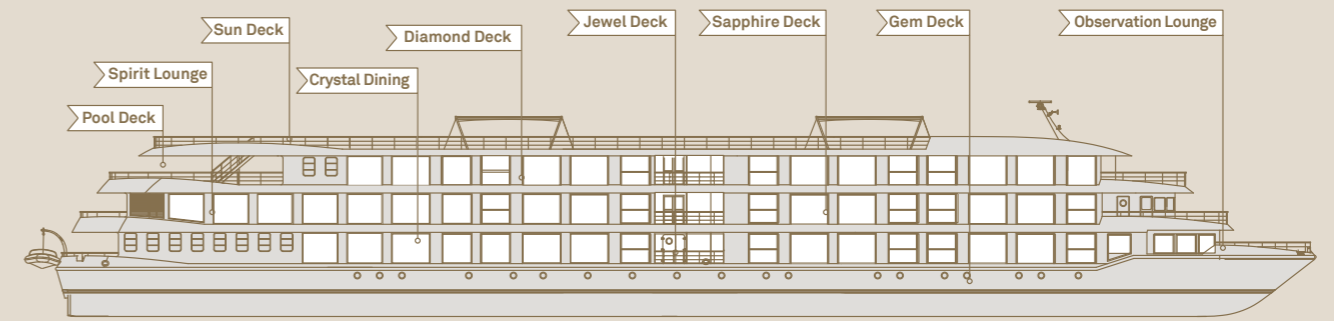 Pool Deck
Spirit Lounge
Sun Deck
Crystal Dining
Diamond Deck
Jewel Deck
Sapphire Deck
Gem Deck
Observation Lounge